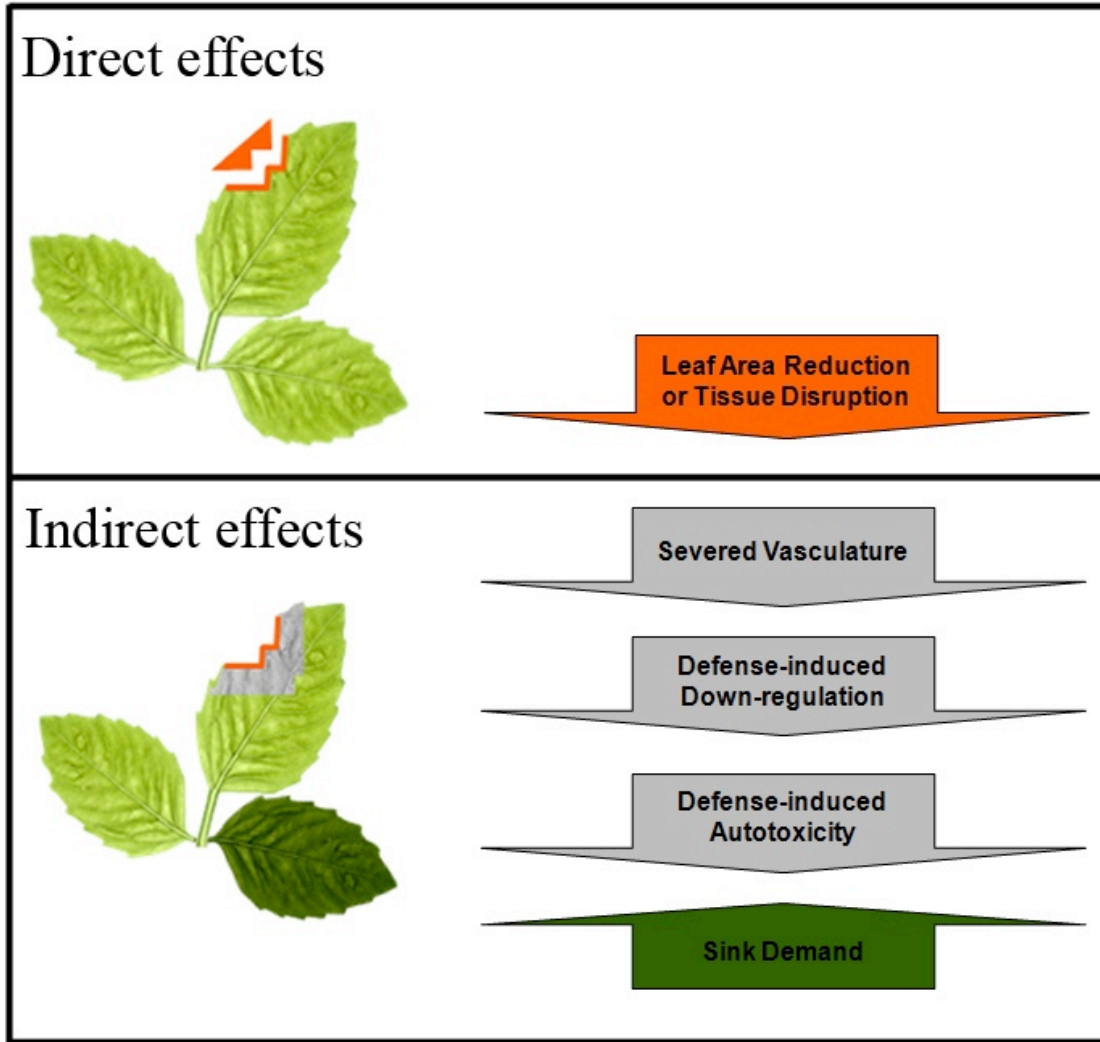 Direct effects
Leaf Area Reduction
or Tissue Disruption
Indirect effects
Severed Vasculature
Defense-induced
Down-regulation
Defense-induced
Autotoxicity
Sink Demand